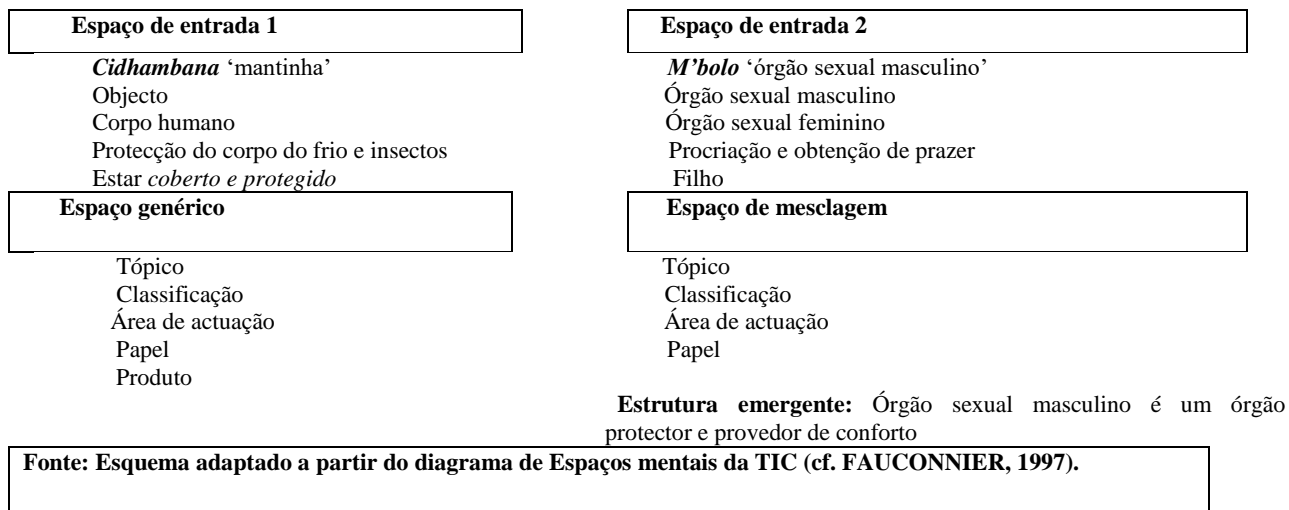 Espaço de entrada 1
Cidhambana ‘mantinha’
Objecto
Corpo humano
Protecção do corpo do frio e insectos
Estar coberto e protegido
Espaço de entrada 2
M’bolo ‘órgão sexual masculino’
Órgão sexual masculino
Órgão sexual feminino
Procriação e obtenção de prazer
Filho
Espaço genérico
Tópico
Classificação
Área de actuação
Papel
Produto
Espaço de mesclagem
Tópico
Classificação
Área de actuação
Papel
Estrutura emergente: Órgão sexual masculino é um órgão
protector e provedor de conforto
Fonte: Esquema adaptado a partir do diagrama de Espaços mentais da TIC (cf. FAUCONNIER, 1997).